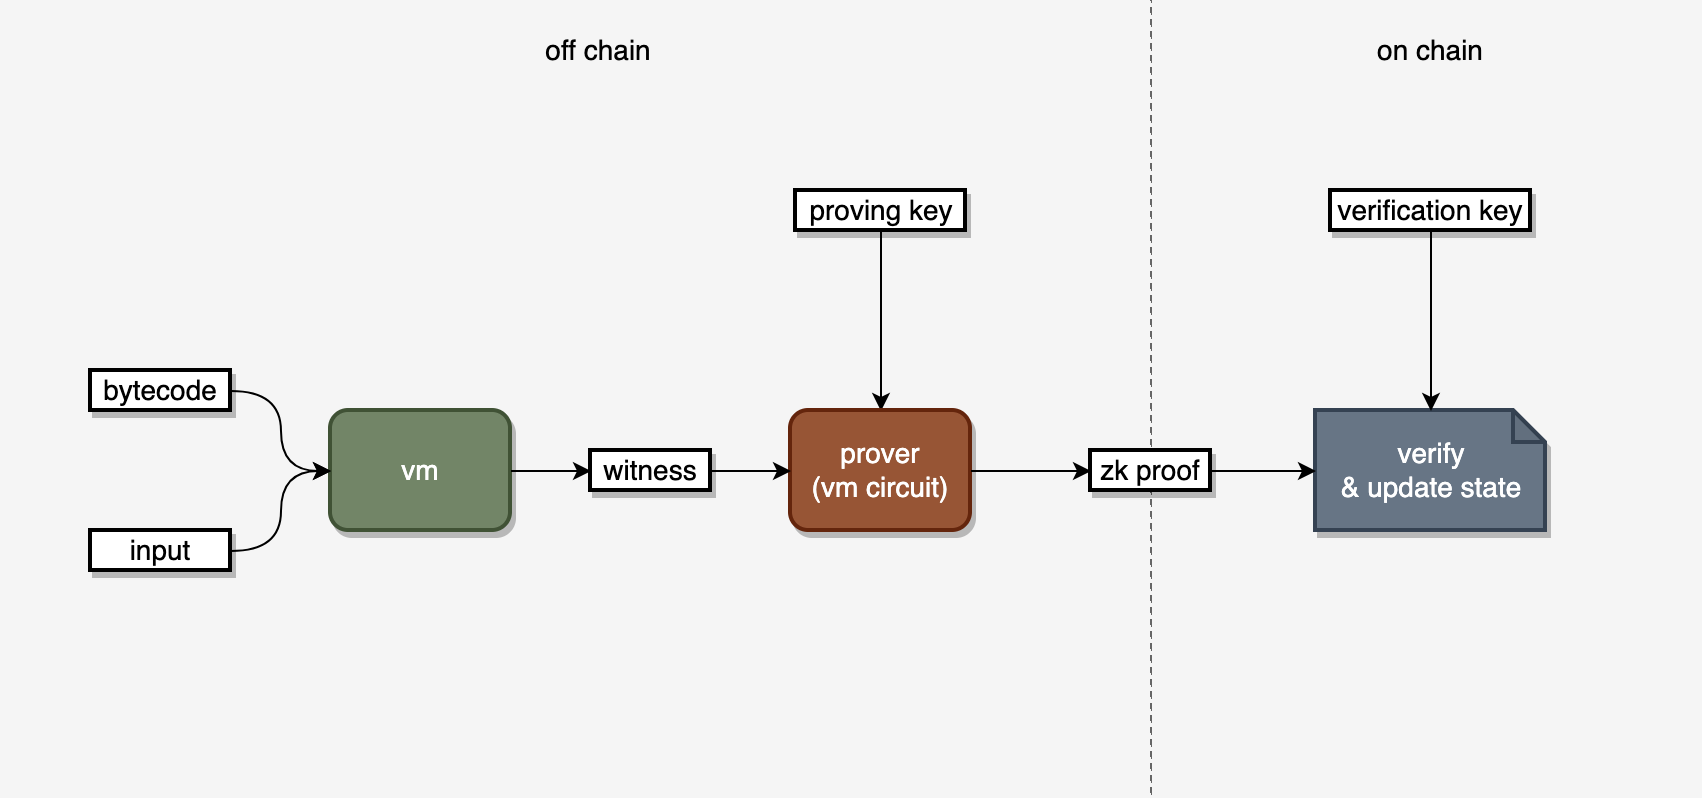 off chain
on chain
proving key
verification key
bytecode
input
vm
witness
prover
(vm circuit)
zk proof
verify
& update state